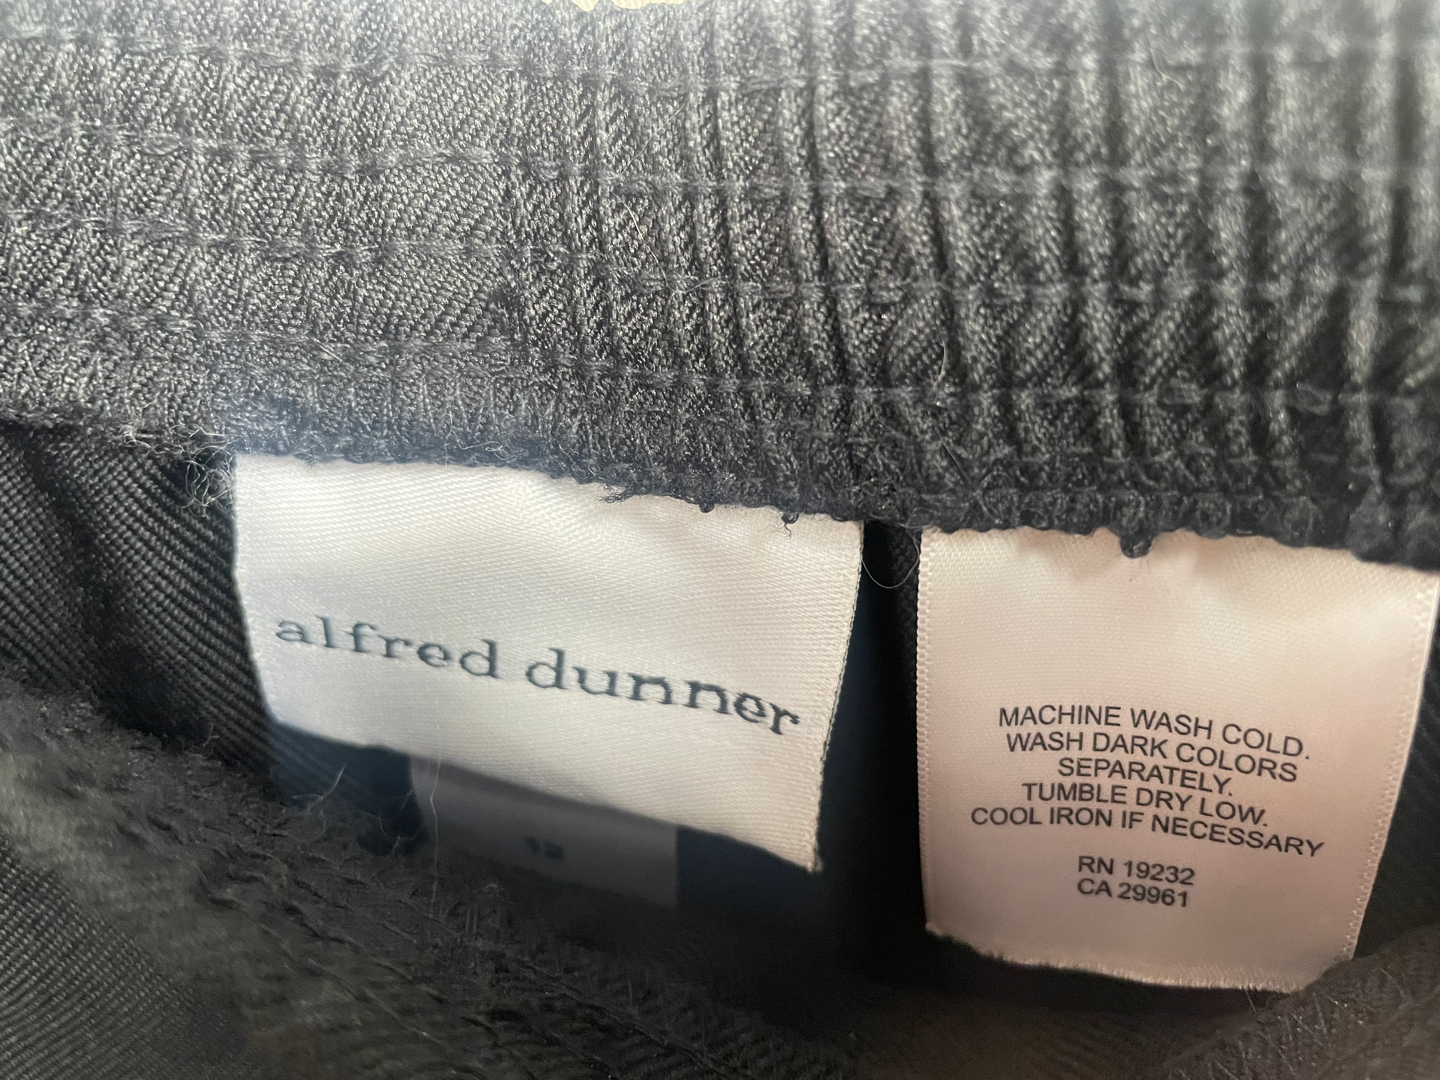 alfred dunner
12
MACHINE WASH COLD.
WASH DARK COLORS
SEPARATELY.
TUMBLE DRY LOW.
COOL IRON IF NECESSARY
RN 19232
CA 29961